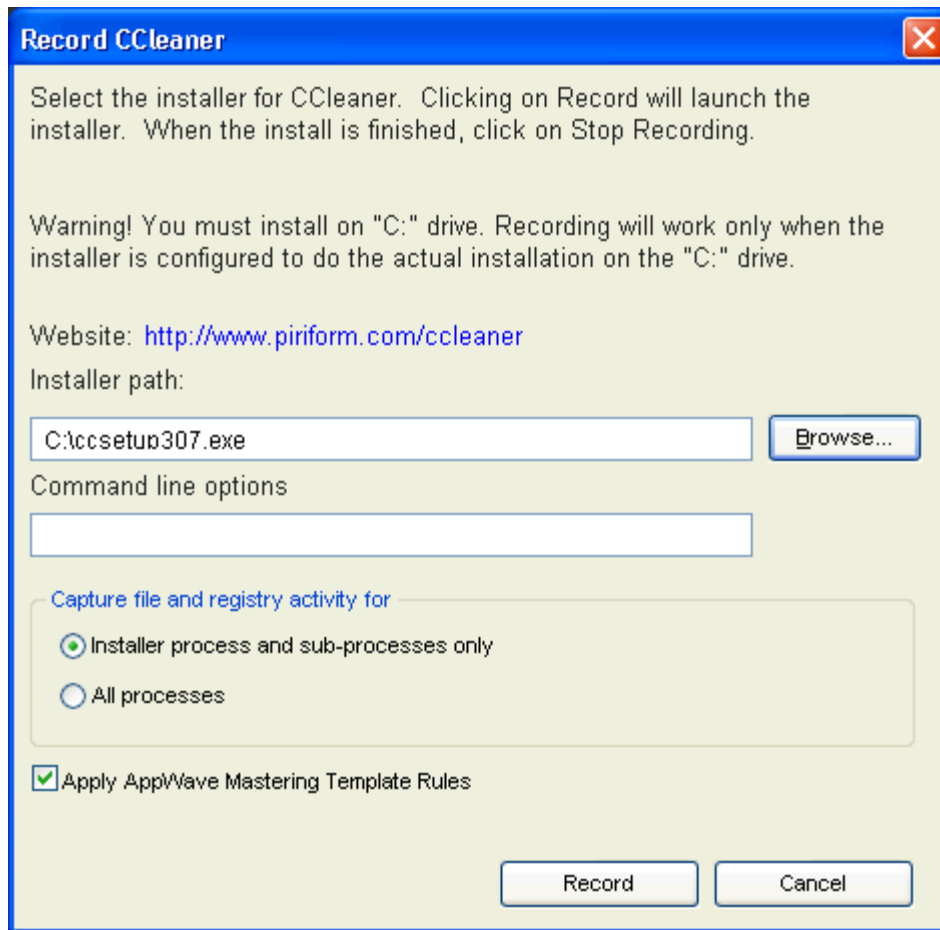 Record CCleaner
Select the installer for CCleaner.  Clicking on Record will launch the
installer.  When the install is finished, click on Stop Recording.
Warning! You must install on "C:" drive. Recording will work only when the
installer is configured to do the actual installation on the "C:" drive.
Website: http://www.piriform.com/ccleaner
Installer path:
C:\ccsetup307.exe
Browse...
Command line options
Capture file and registry activity for
Installer process and sub-processes only
All processes
Apply AppWave Mastering Template Rules
Record
Cancel